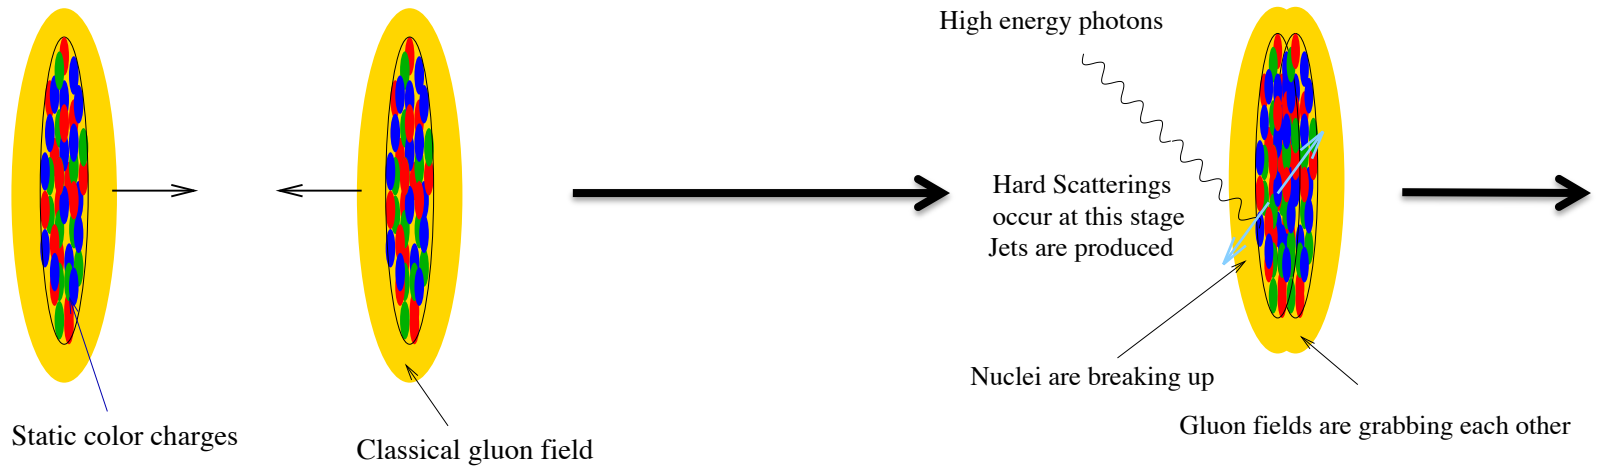 High energy photons
Hard Scatterings
occur at this stage
Jets are produced
Nuclei are breaking up
Gluon fields are grabbing each other
Static color charges
Classical gluon field